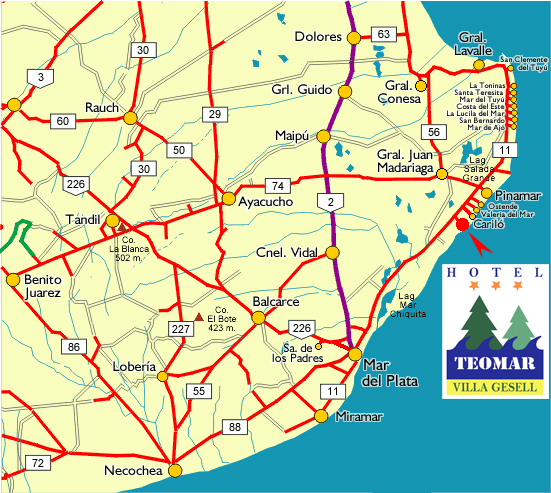 Dolores
63
Gral.
Lavalle
San Clemente
del Tuyú
30
39
3
Grl. Guido
Gral.
Conesa
La Toninas
Santa Teresita
Mar del Tuyú
Costa del Este
La Lucila del Mar
San Bernardo
Mar de Ajó
Rauch
60
29
Maipú
56
50
11
30
Gral. Juan
Madariaga
Lag.
Salada
Grande
226
74
Ayacucho
2
Pinamar
Ostende
Valeria del Mar
Cariló
Tandil
Co.
La Blanca
502 m.
Cnel. Vidal
Benito
Juarez
HOTEL
TEOMAR
VILLA GESELL
Balcarce
Co.
El Bote
423 m.
Lag.
Mar
Chiquita
227
226
Sa. de
los Padres
86
Lobería
Mar
del Plata
55
11
88
Miramar
72
Necochea